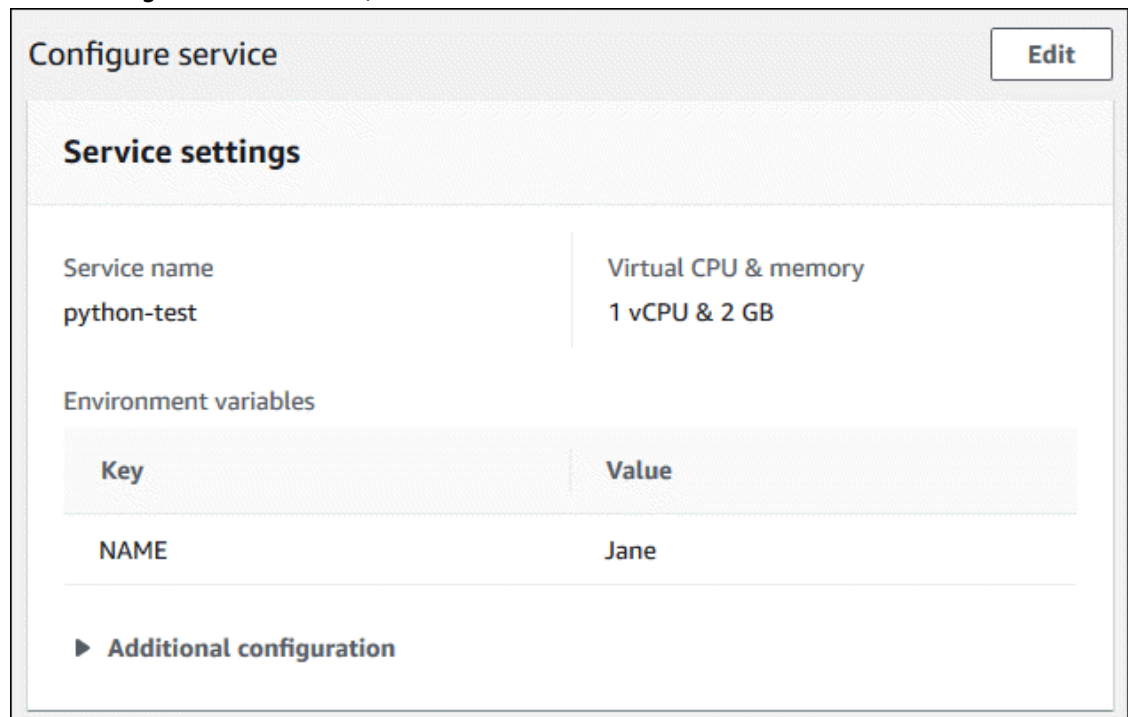 Configure service
Edit
Service settings
Service name
Virtual CPU & memory
python-test
1 vCPU & 2 GB
Environment variables
Key
Value
NAME
Jane
Additional configuration